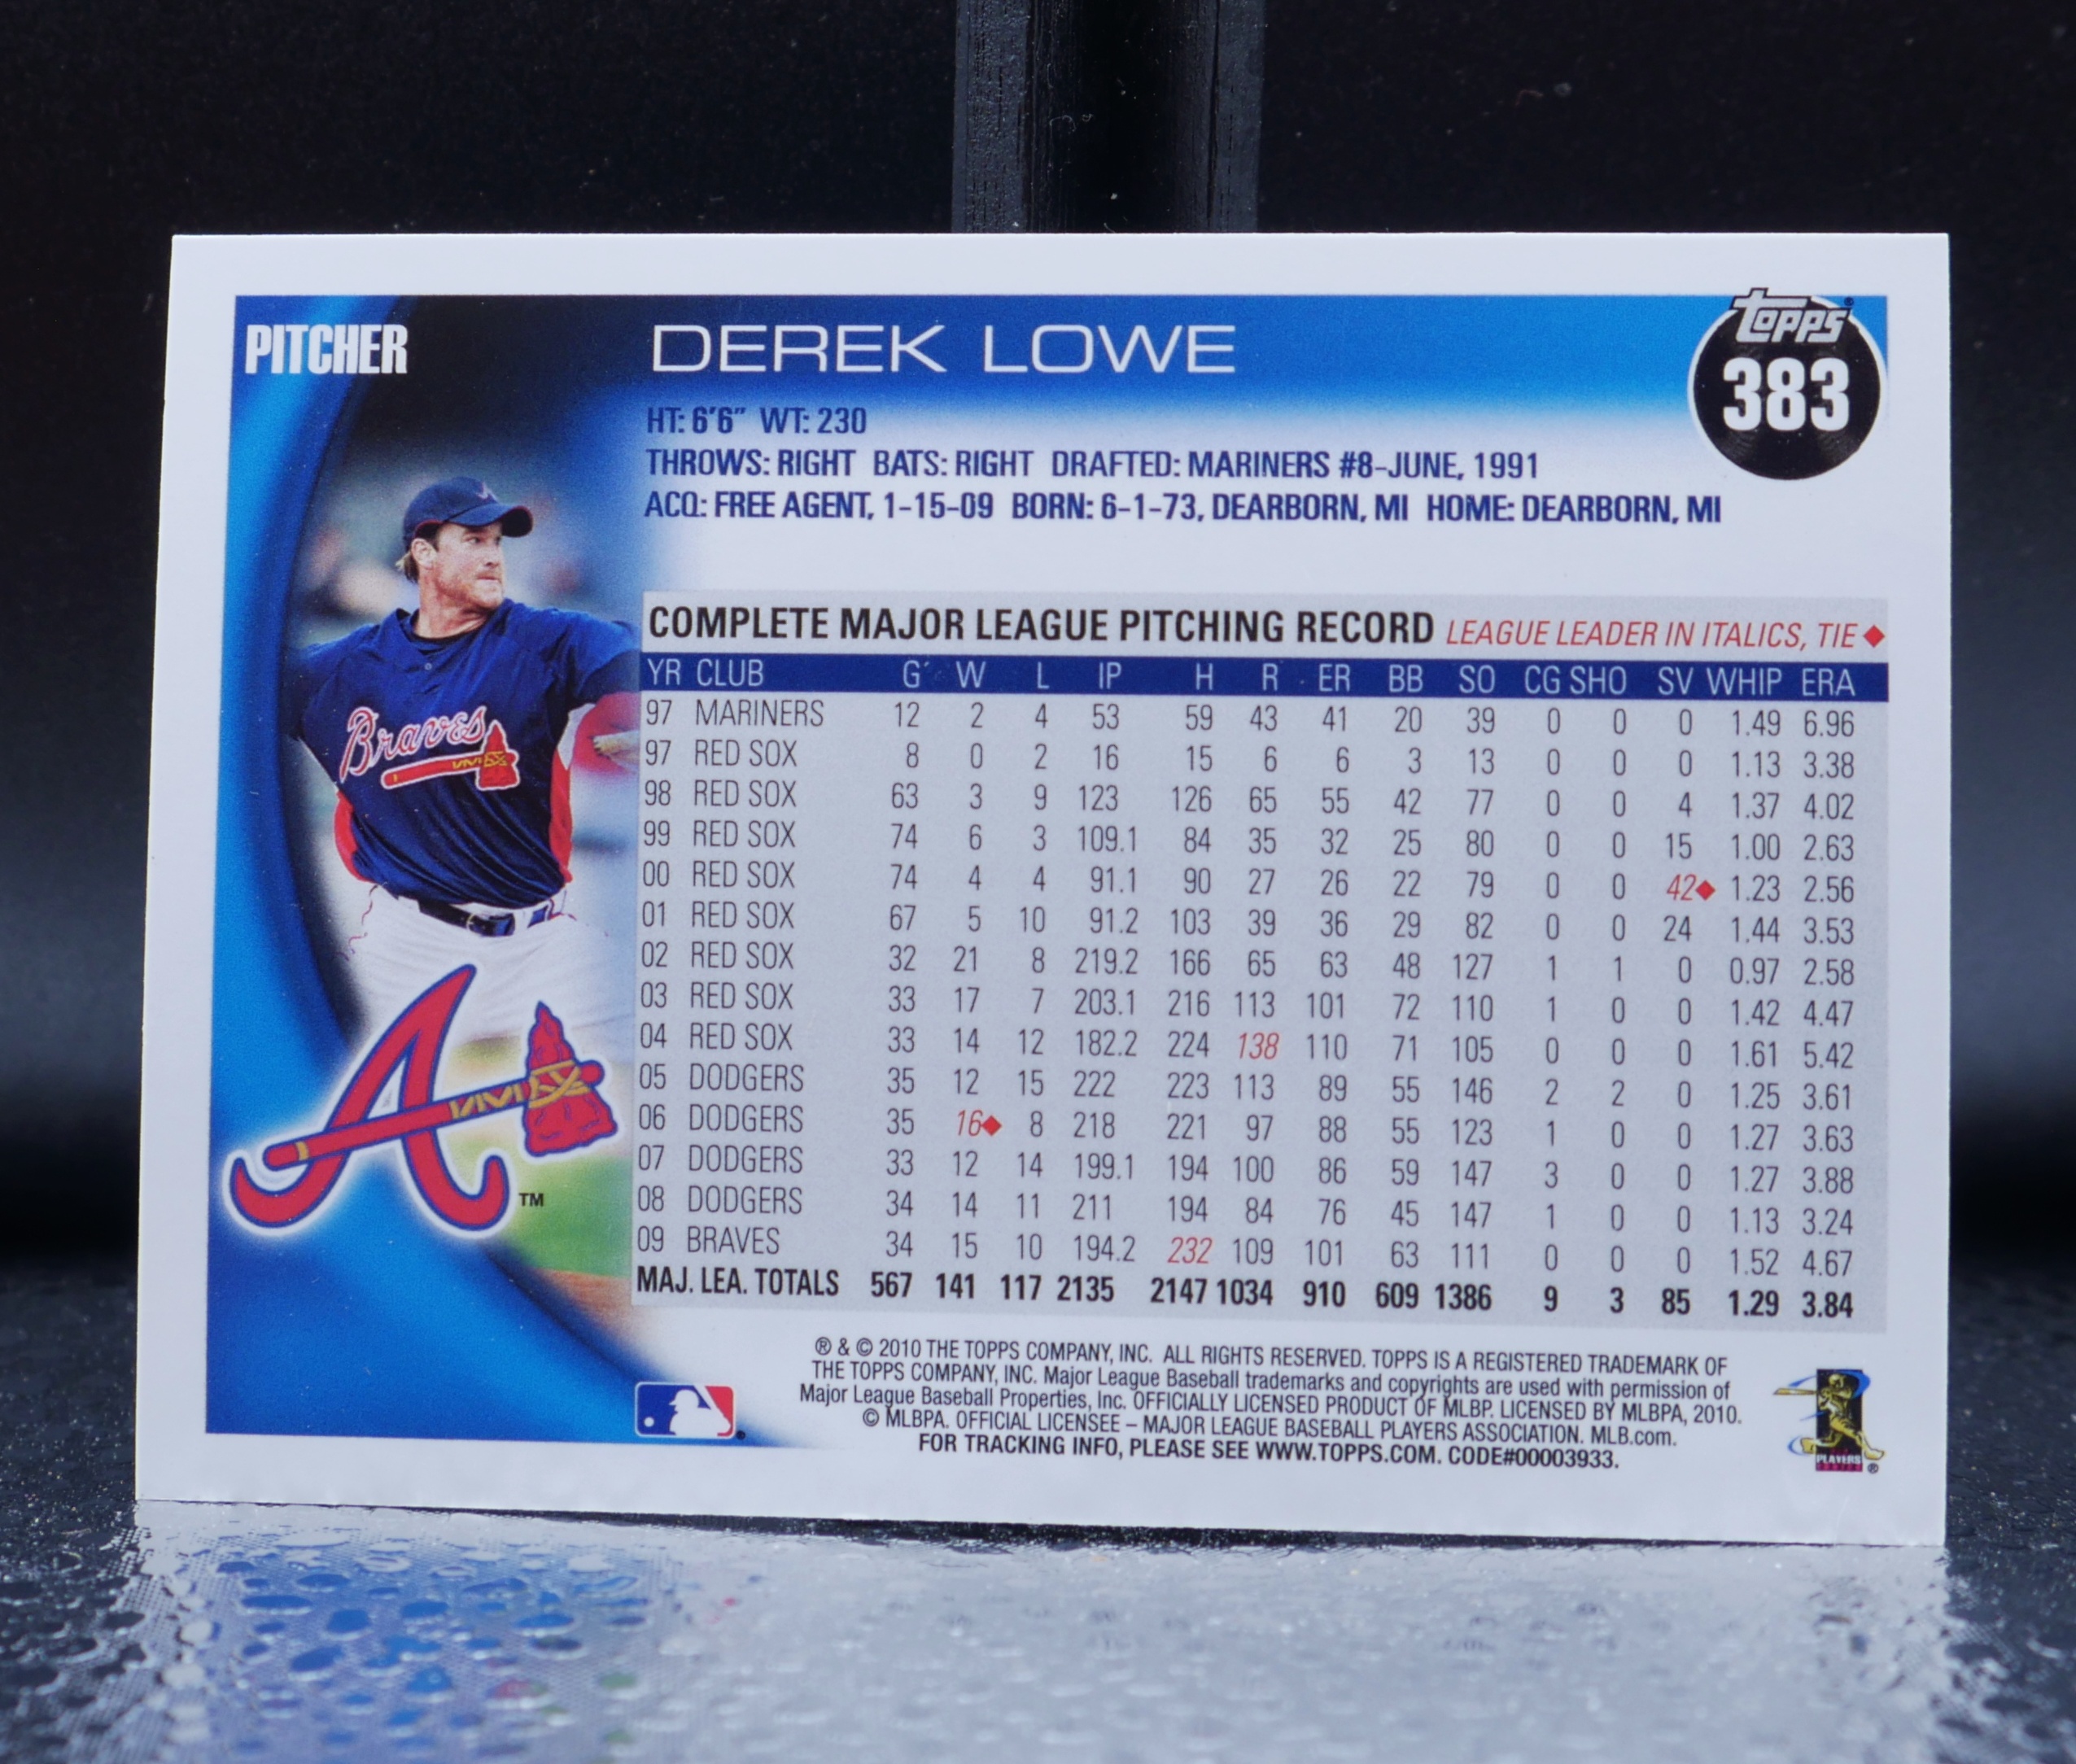 PITCHER
DEREK LOWE
topps
383
HT: 6'6" WT: 230
THROWS: RIGHT BATS: RIGHT DRAFTED: MARINERS #8-JUNE, 1991
ACQ: FREE AGENT, 1-15-09 BORN: 6-1-73, DEARBORN, MI HOME: DEARBORN, MI
Braves
COMPLETE MAJOR LEAGUE PITCHING RECORD LEAGUE LEADER IN ITALICS, TIE ♦
YR CLUB G W L IP H R ER BB SO CG SHO SV WHIP ERA
97 MARINERS 12 2 4 53 59 43 41 20 39 0 0 0 1.49 6.96
97 RED SOX 8 0 2 16 15 6 6 3 13 0 0 0 1.13 3.38
98 RED SOX 63 3 9 123 126 65 55 42 77 0 0 4 1.37 4.02
99 RED SOX 74 6 3 109.1 84 35 32 25 80 0 0 15 1.00 2.63
00 RED SOX 74 4 4 91.1 90 27 26 22 79 0 0 42♦ 1.23 2.56
01 RED SOX 67 5 10 91.2 103 39 36 29 82 0 0 24 1.44 3.53
02 RED SOX 32 21 8 219.2 166 65 63 48 127 1 1 0 0.97 2.58
03 RED SOX 33 17 7 203.1 216 113 101 72 110 1 0 0 1.42 4.47
04 RED SOX 33 14 12 182.2 224 138 110 71 105 0 0 0 1.61 5.42
05 DODGERS 35 12 15 222 223 113 89 55 146 2 2 0 1.25 3.61
06 DODGERS 35 16♦ 8 218 221 97 88 55 123 1 0 0 1.27 3.63
07 DODGERS 33 12 14 199.1 194 100 86 59 147 3 0 0 1.27 3.88
08 DODGERS 34 14 11 211 194 84 76 45 147 1 0 0 1.13 3.24
09 BRAVES 34 15 10 194.2 232 109 101 63 111 0 0 0 1.52 4.67
MAJ. LEA. TOTALS 567 141 117 2135 2147 1034 910 609 1386 9 3 85 1.29 3.84
A TM
® & © 2010 THE TOPPS COMPANY, INC. ALL RIGHTS RESERVED. TOPPS IS A REGISTERED TRADEMARK OF
THE TOPPS COMPANY, INC. Major League Baseball trademarks and copyrights are used with permission of
Major League Baseball Properties, Inc. OFFICIALLY LICENSED PRODUCT OF MLBP. LICENSED BY MLBPA, 2010.
© MLBPA. OFFICIAL LICENSEE – MAJOR LEAGUE BASEBALL PLAYERS ASSOCIATION. MLB.com.
FOR TRACKING INFO, PLEASE SEE WWW.TOPPS.COM. CODE#00003933.
PLAYERS